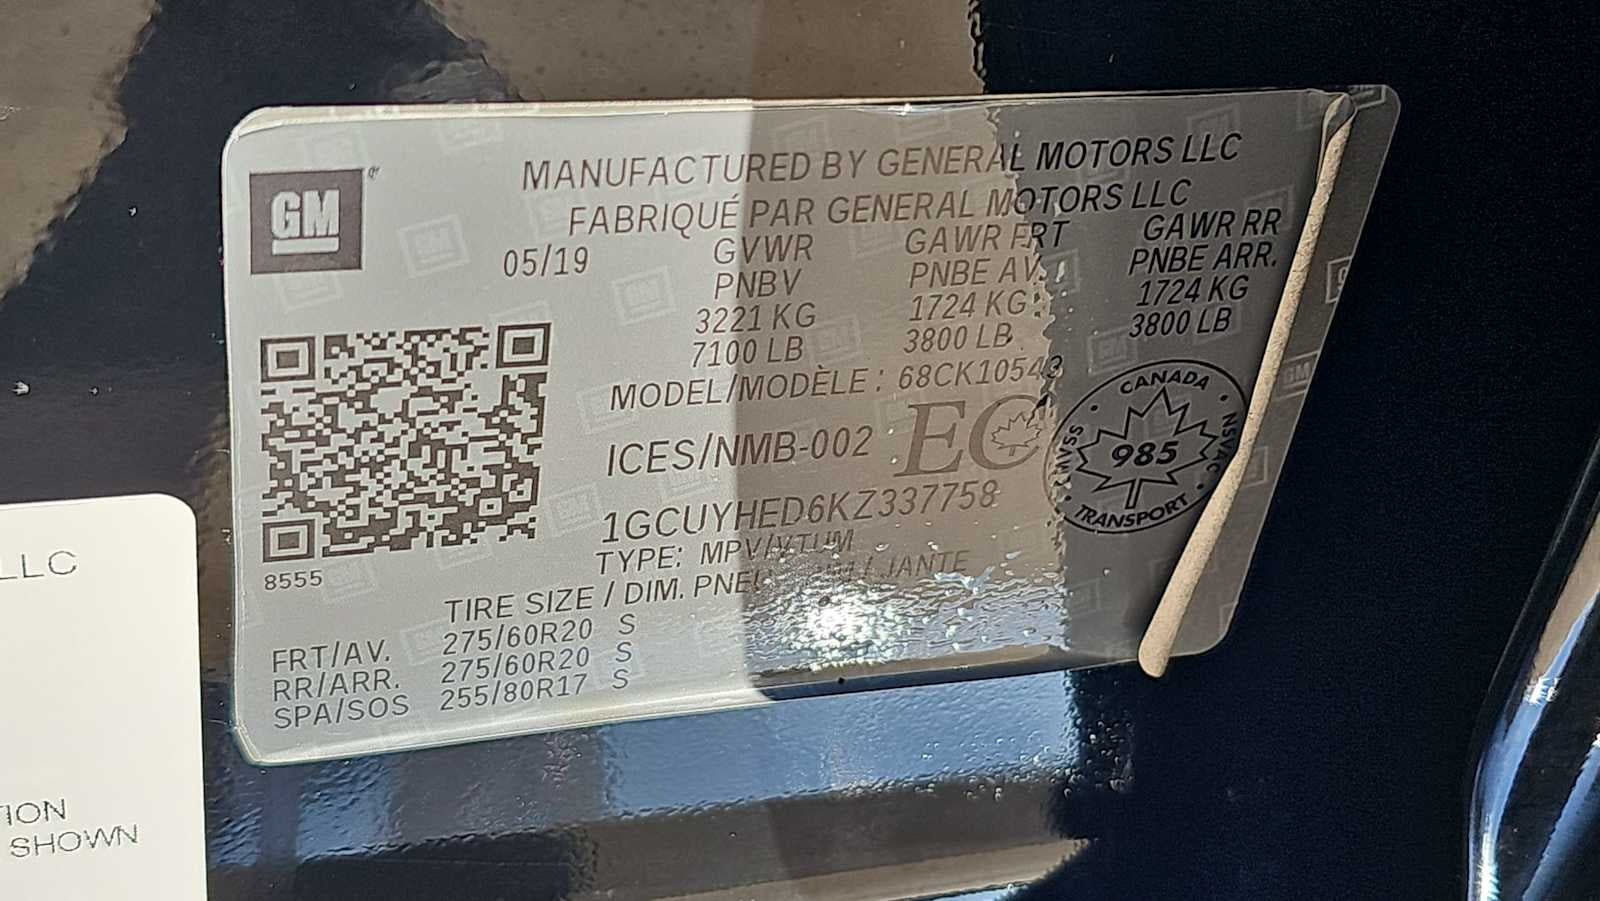 GM
MANUFACTURED BY GENERAL MOTORS LLC
FABRIQUÉ PAR GENERAL MOTORS LLC
05/19 GVWR GAWR FRT GAWR RR
PNBV PNBE AV. PNBE ARR.
3221 KG 1724 KG 1724 KG
7100 LB 3800 LB 3800 LB
MODEL/MODÈLE: 68CK10543
ICES/NMB-002 EC
CANADA
CMVSS 985 NSVAC
TRANSPORT
1GCUYHED6KZ337758
TYPE: MPV/VTUM
8555
TIRE SIZE / DIM. PNEU / JANTE
FRT/AV. 275/60R20 S
RR/ARR. 275/60R20 S
SPA/SOS 255/80R17 S
LLC
TION
SHOWN